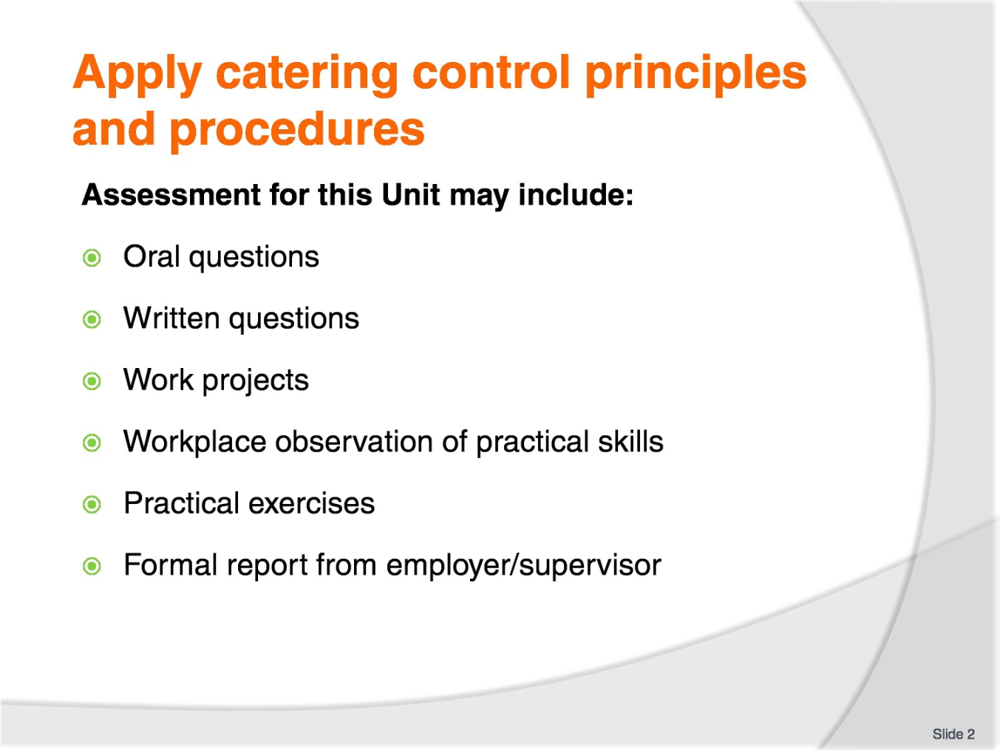 Apply catering control principles
and procedures
Assessment for this Unit may include:
Oral questions
Written questions
Work projects
Workplace observation of practical skills
Practical exercises
Formal report from employer/supervisor
Slide 2